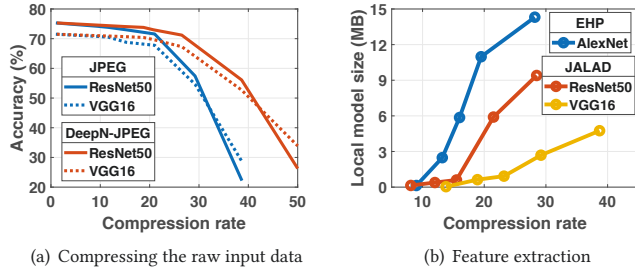 80
70
60
50
40
30
20
Accuracy (%)
JPEG
ResNet50
VGG16
DeepN-JPEG
ResNet50
VGG16
0 10 20 30 40 50
Compression rate
(a) Compressing the raw input data
15
12
9
6
3
0
Local model size (MB)
EHP
AlexNet
JALAD
ResNet50
VGG16
10 20 30 40
Compression rate
(b) Feature extraction